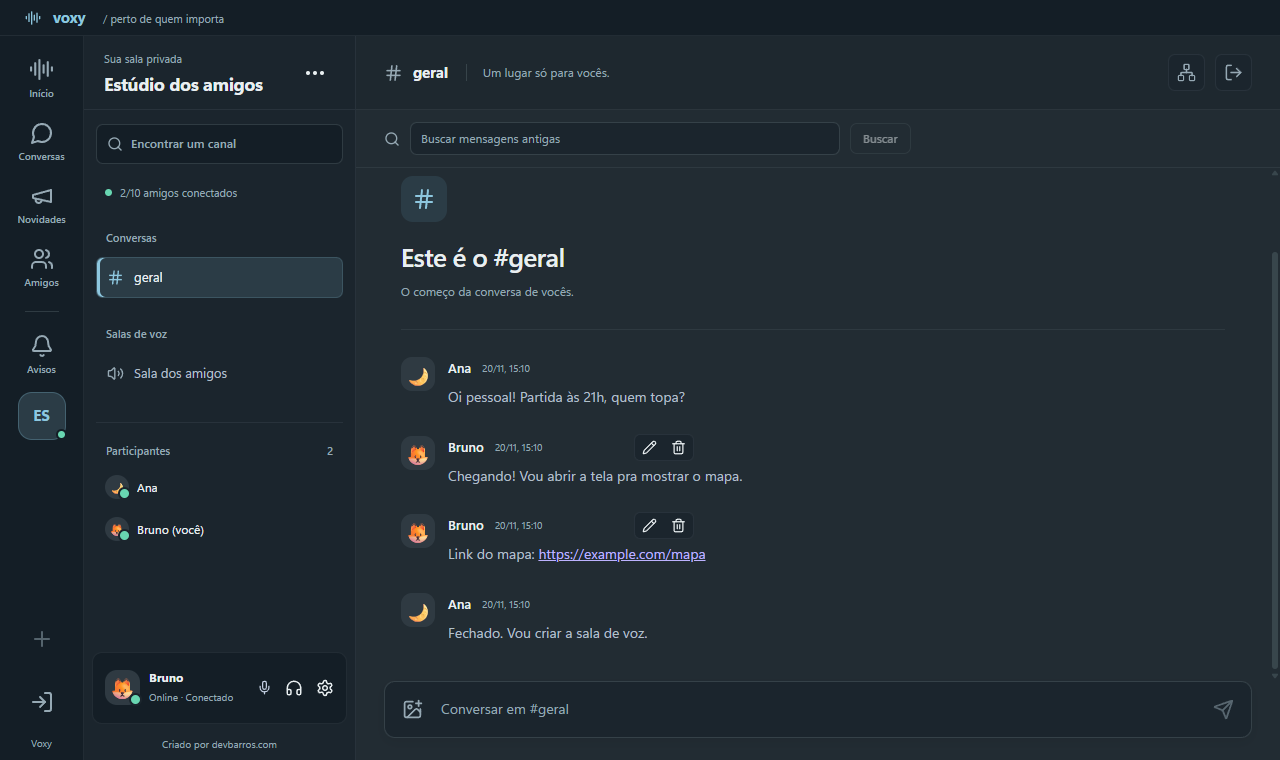 voxy / perto de quem importa
Início
Conversas
Novidades
Amigos
Avisos
ES
Voxy
Sua sala privada
Estúdio dos amigos
Encontrar um canal
2/10 amigos conectados
Conversas
geral
Salas de voz
Sala dos amigos
Participantes 2
Ana
Bruno (você)
Bruno
Online · Conectado
Criado por devbarros.com
# geral Um lugar só para vocês.
Buscar mensagens antigas Buscar
#
Este é o #geral
O começo da conversa de vocês.
Ana 20/11, 15:10
Oi pessoal! Partida às 21h, quem topa?
Bruno 20/11, 15:10
Chegando! Vou abrir a tela pra mostrar o mapa.
Bruno 20/11, 15:10
Link do mapa: https://example.com/mapa
Ana 20/11, 15:10
Fechado. Vou criar a sala de voz.
Conversar em #geral